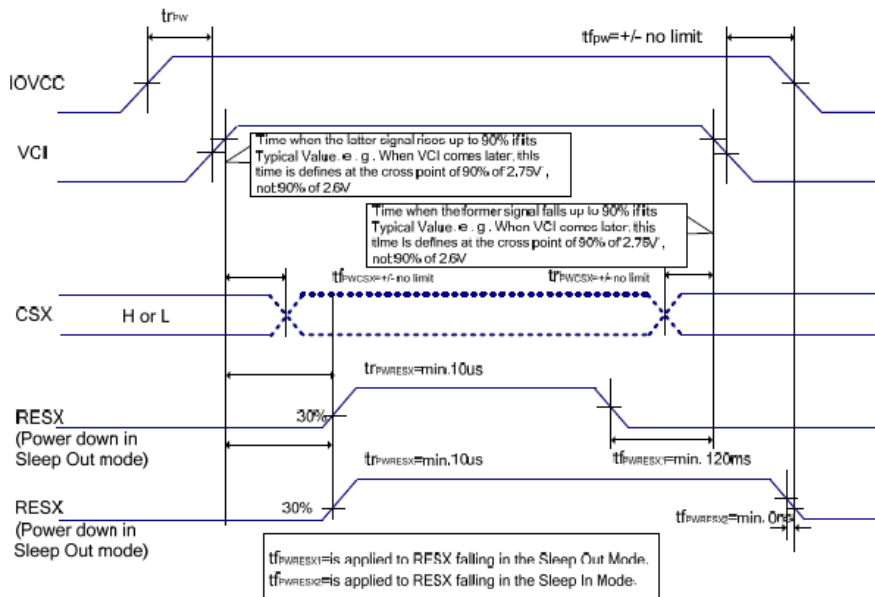 trPW
tfpw=+/- no limit
IOVCC
VCI
Time when the latter signal rises up to 90% if its
Typical Value. e . g . When VCI comes later, this
time is defines at the cross point of 90% of 2.75V ,
not 90% of 2.6V
Time when the former signal falls up to 90% if its
Typical Value. e . g . When VCI comes later, this
time is defines at the cross point of 90% of 2.75V ,
not 90% of 2.6V
tfPWCSX=+/- no limit
trPWCSX=+/- no limit
CSX
H or L
trPWRESX=min.10us
RESX
30%
(Power down in
Sleep Out mode)
tfPWRESX1=min. 120ms
trPWRESX=min.10us
RESX
30%
(Power down in
Sleep Out mode)
tfPWRESX2=min. 0ns
tfPWRESX1=is applied to RESX falling in the Sleep Out Mode.
tfPWRESX2=is applied to RESX falling in the Sleep In Mode.